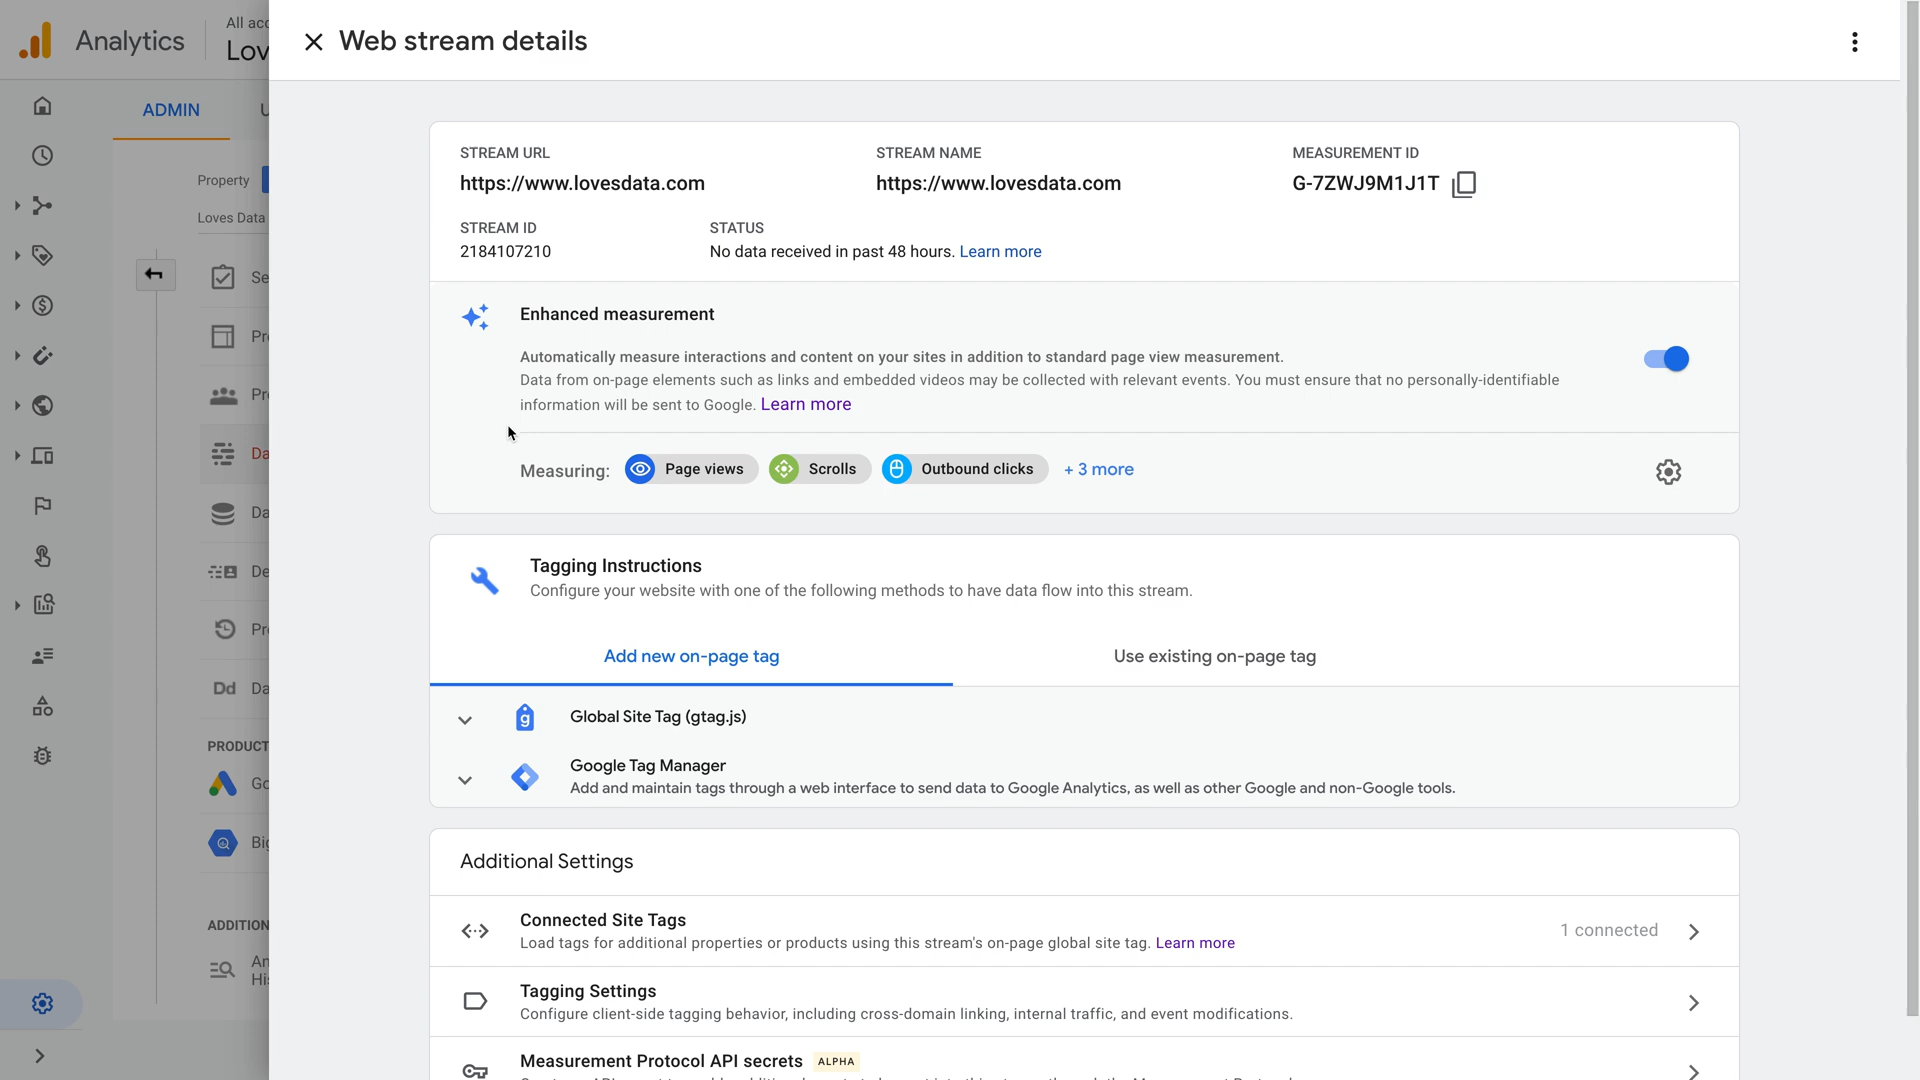 Analytics
All acc
Lov
Web stream details
ADMIN
U
Property
Loves Data
Se
Pro
Pro
Da
Da
De
Pro
Dd Da
PRODUCT
Go
Big
ADDITION
An
His
STREAM URL
https://www.lovesdata.com
STREAM NAME
https://www.lovesdata.com
MEASUREMENT ID
G-7ZWJ9M1J1T
STREAM ID
2184107210
STATUS
No data received in past 48 hours. Learn more
Enhanced measurement
Automatically measure interactions and content on your sites in addition to standard page view measurement.
Data from on-page elements such as links and embedded videos may be collected with relevant events. You must ensure that no personally-identifiable
information will be sent to Google. Learn more
Measuring: Page views Scrolls Outbound clicks + 3 more
Tagging Instructions
Configure your website with one of the following methods to have data flow into this stream.
Add new on-page tag
Use existing on-page tag
Global Site Tag (gtag.js)
Google Tag Manager
Add and maintain tags through a web interface to send data to Google Analytics, as well as other Google and non-Google tools.
Additional Settings
Connected Site Tags
Load tags for additional properties or products using this stream's on-page global site tag. Learn more
1 connected
Tagging Settings
Configure client-side tagging behavior, including cross-domain linking, internal traffic, and event modifications.
Measurement Protocol API secrets ALPHA